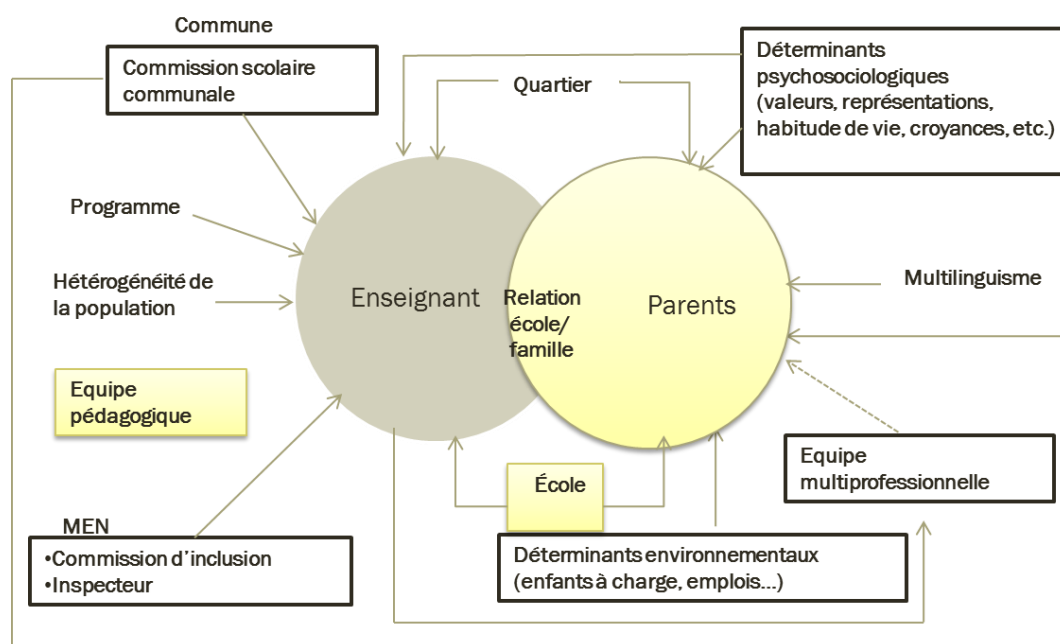 Commune
Commission scolaire
communale
Quartier
Déterminants
psychosociologiques
(valeurs, représentations,
habitude de vie, croyances, etc.)
Programme
Hétérogénéité de
la population
Enseignant
Relation
école/
famille
Parents
Multilinguisme
Equipe
pédagogique
École
Equipe
multiprofessionnelle
MEN
•Commission d'inclusion
•Inspecteur
Déterminants environnementaux
(enfants à charge, emplois...)